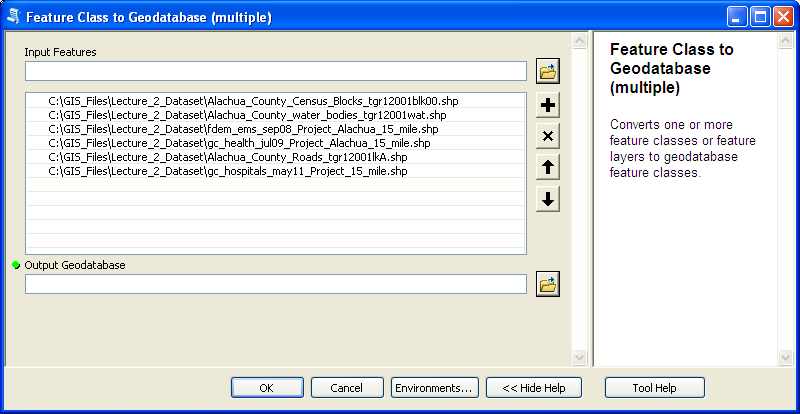 Feature Class to Geodatabase (multiple)
Input Features
C:\GIS_Files\Lecture_2_Dataset\Alachua_County_Census_Blocks_tgr12001blk00.shp
C:\GIS_Files\Lecture_2_Dataset\Alachua_County_water_bodies_tgr12001wat.shp
C:\GIS_Files\Lecture_2_Dataset\fdem_ems_sep08_Project_Alachua_15_mile.shp
C:\GIS_Files\Lecture_2_Dataset\gc_health_jul09_Project_Alachua_15_mile.shp
C:\GIS_Files\Lecture_2_Dataset\Alachua_County_Roads_tgr12001lkA.shp
C:\GIS_Files\Lecture_2_Dataset\gc_hospitals_may11_Project_15_mile.shp
Output Geodatabase
OK
Cancel
Environments...
<< Hide Help
Feature Class to
Geodatabase
(multiple)
Converts one or more
feature classes or feature
layers to geodatabase
feature classes.
Tool Help